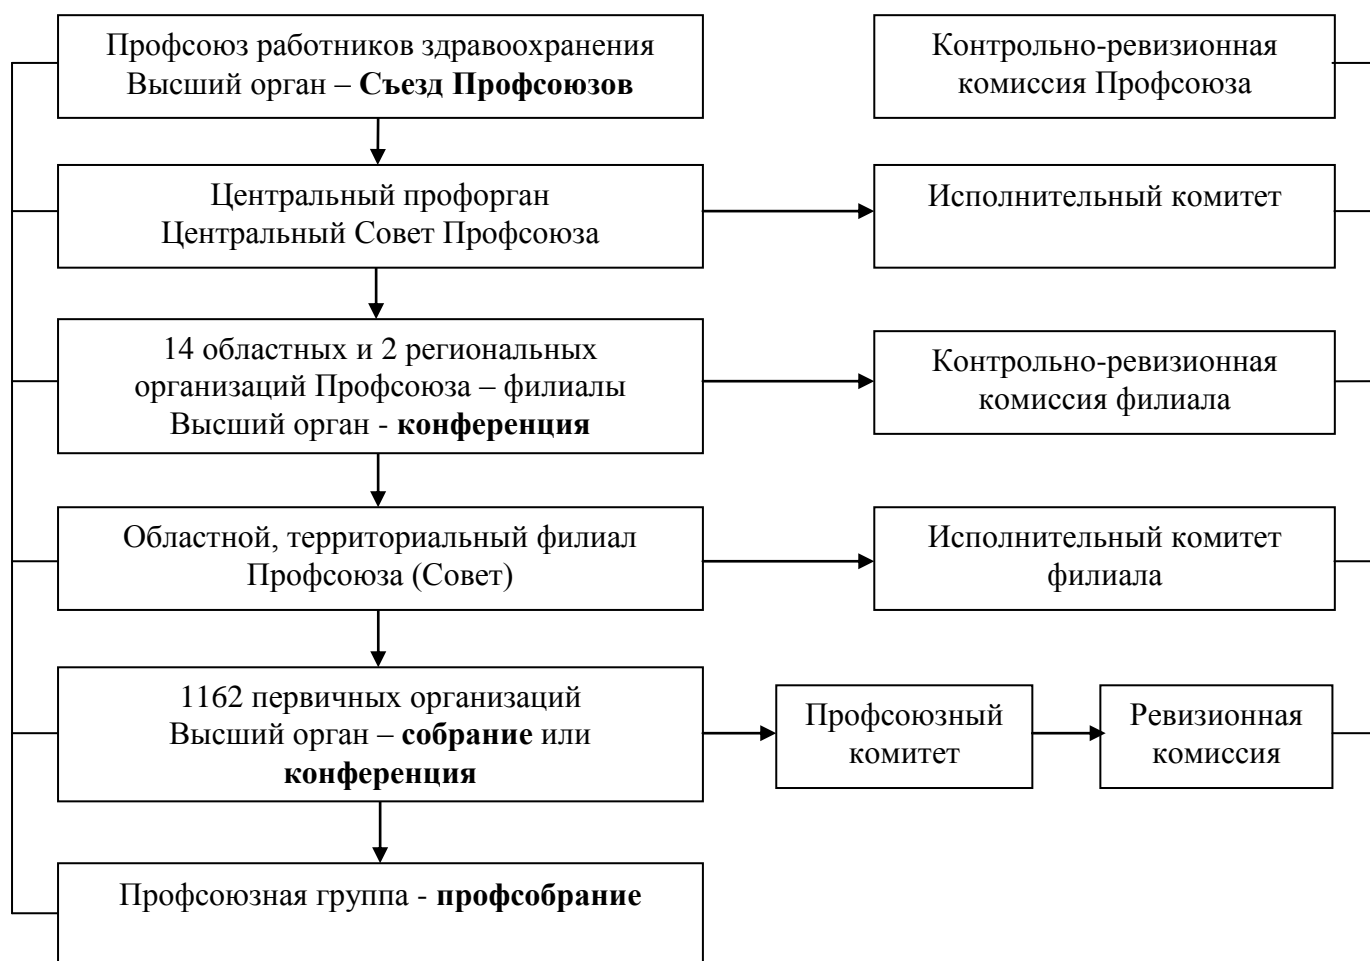 Профсоюз работников здравоохранения
Высший орган – Съезд Профсоюзов
Контрольно-ревизионная
комиссия Профсоюза
Центральный профорган
Центральный Совет Профсоюза
Исполнительный комитет
14 областных и 2 региональных
организаций Профсоюза – филиалы
Высший орган - конференция
Контрольно-ревизионная
комиссия филиала
Областной, территориальный филиал
Профсоюза (Совет)
Исполнительный комитет
филиала
1162 первичных организаций
Высший орган – собрание или
конференция
Профсоюзный
комитет
Ревизионная
комиссия
Профсоюзная группа - профсобрание